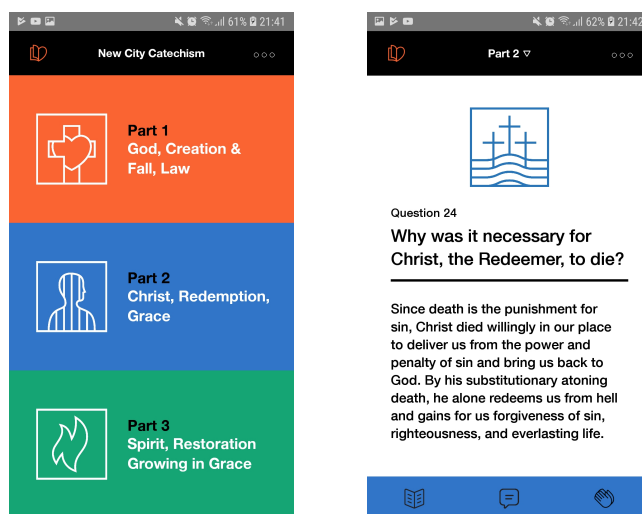 61% 21:41
New City Catechism
Part 1
God, Creation &
Fall, Law
Part 2
Christ, Redemption,
Grace
Part 3
Spirit, Restoration
Growing in Grace
62% 21:42
Part 2 ▽
Question 24
Why was it necessary for
Christ, the Redeemer, to die?
Since death is the punishment for
sin, Christ died willingly in our place
to deliver us from the power and
penalty of sin and bring us back to
God. By his substitutionary atoning
death, he alone redeems us from hell
and gains for us forgiveness of sin,
righteousness, and everlasting life.